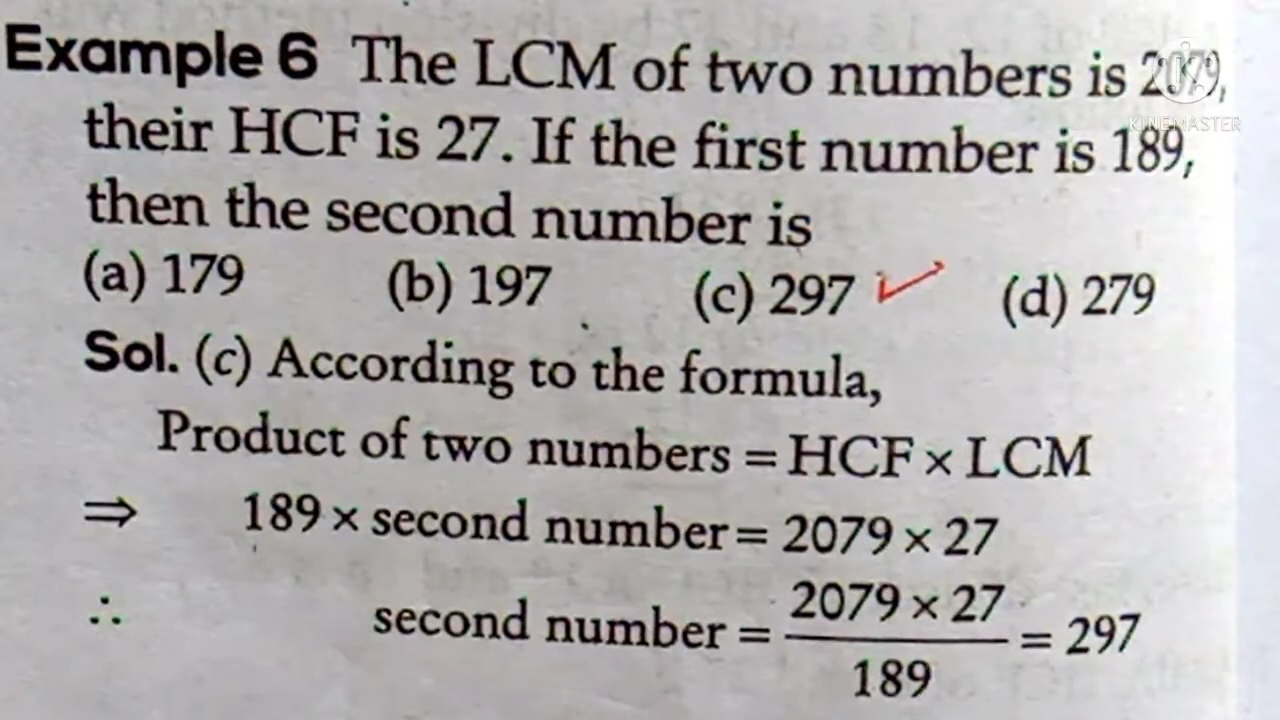 Example 6 The LCM of two numbers is 2079,
KINEMASTER
their HCF is 27. If the first number is 189,
then the second number is
(a) 179 (b) 197 (c) 297 (d) 279
Sol. (c) According to the formula,
Product of two numbers = HCF × LCM
⇒ 189 × second number = 2079 × 27
∴ second number = 2079 × 27 / 189 = 297